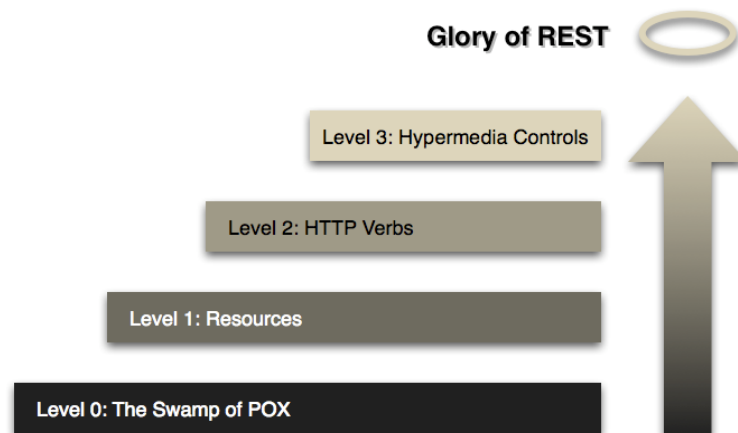 Glory of REST
Level 3: Hypermedia Controls
Level 2: HTTP Verbs
Level 1: Resources
Level 0: The Swamp of POX